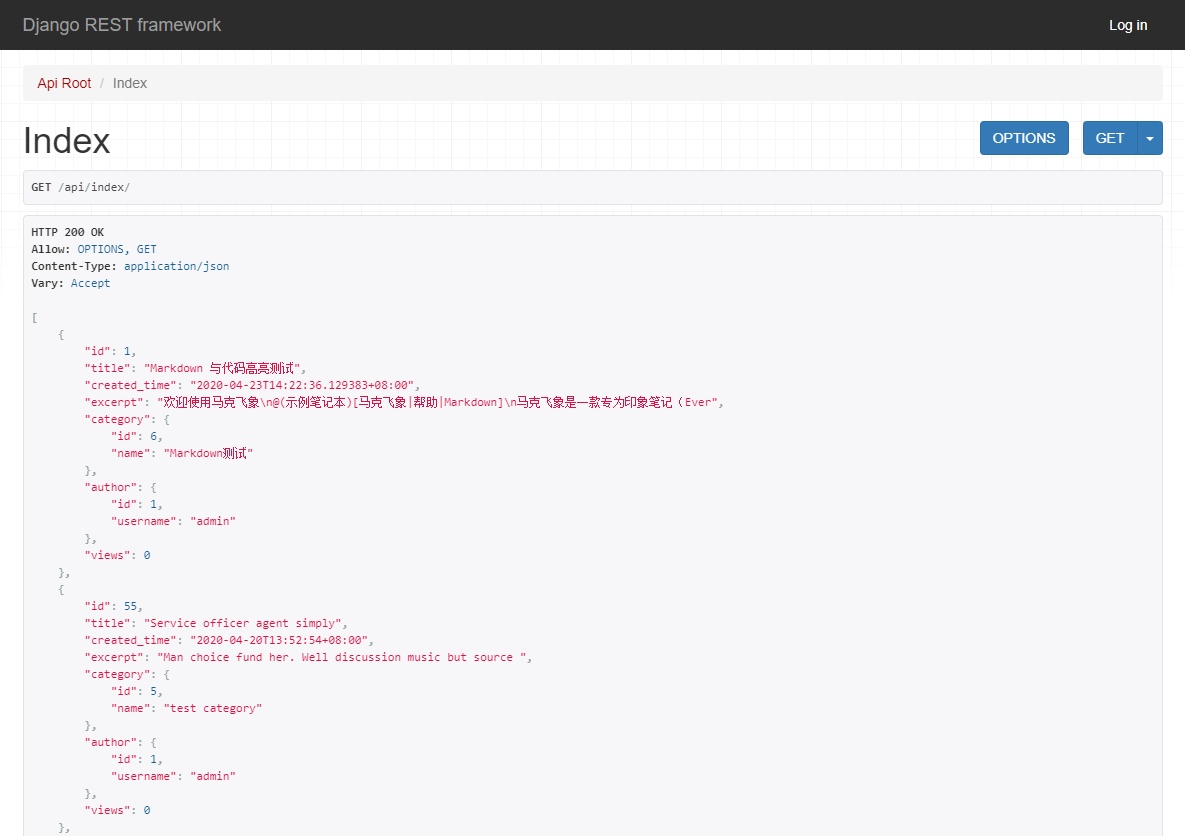 Django REST framework
Log in
Api Root / Index
Index
OPTIONS
GET
GET /api/index/
HTTP 200 OK
Allow: OPTIONS, GET
Content-Type: application/json
Vary: Accept
[
{
"id": 1,
"title": "Markdown 与代码高亮测试",
"created_time": "2020-04-23T14:22:36.129383+08:00",
"excerpt": "欢迎使用马克飞象\n@(示例笔记本)[马克飞象|帮助|Markdown]\n马克飞象是一款专为印象笔记（Ever",
"category": {
"id": 6,
"name": "Markdown测试"
},
"author": {
"id": 1,
"username": "admin"
},
"views": 0
},
{
"id": 55,
"title": "Service officer agent simply",
"created_time": "2020-04-20T13:52:54+08:00",
"excerpt": "Man choice fund her. Well discussion music but source ",
"category": {
"id": 5,
"name": "test category"
},
"author": {
"id": 1,
"username": "admin"
},
"views": 0
},